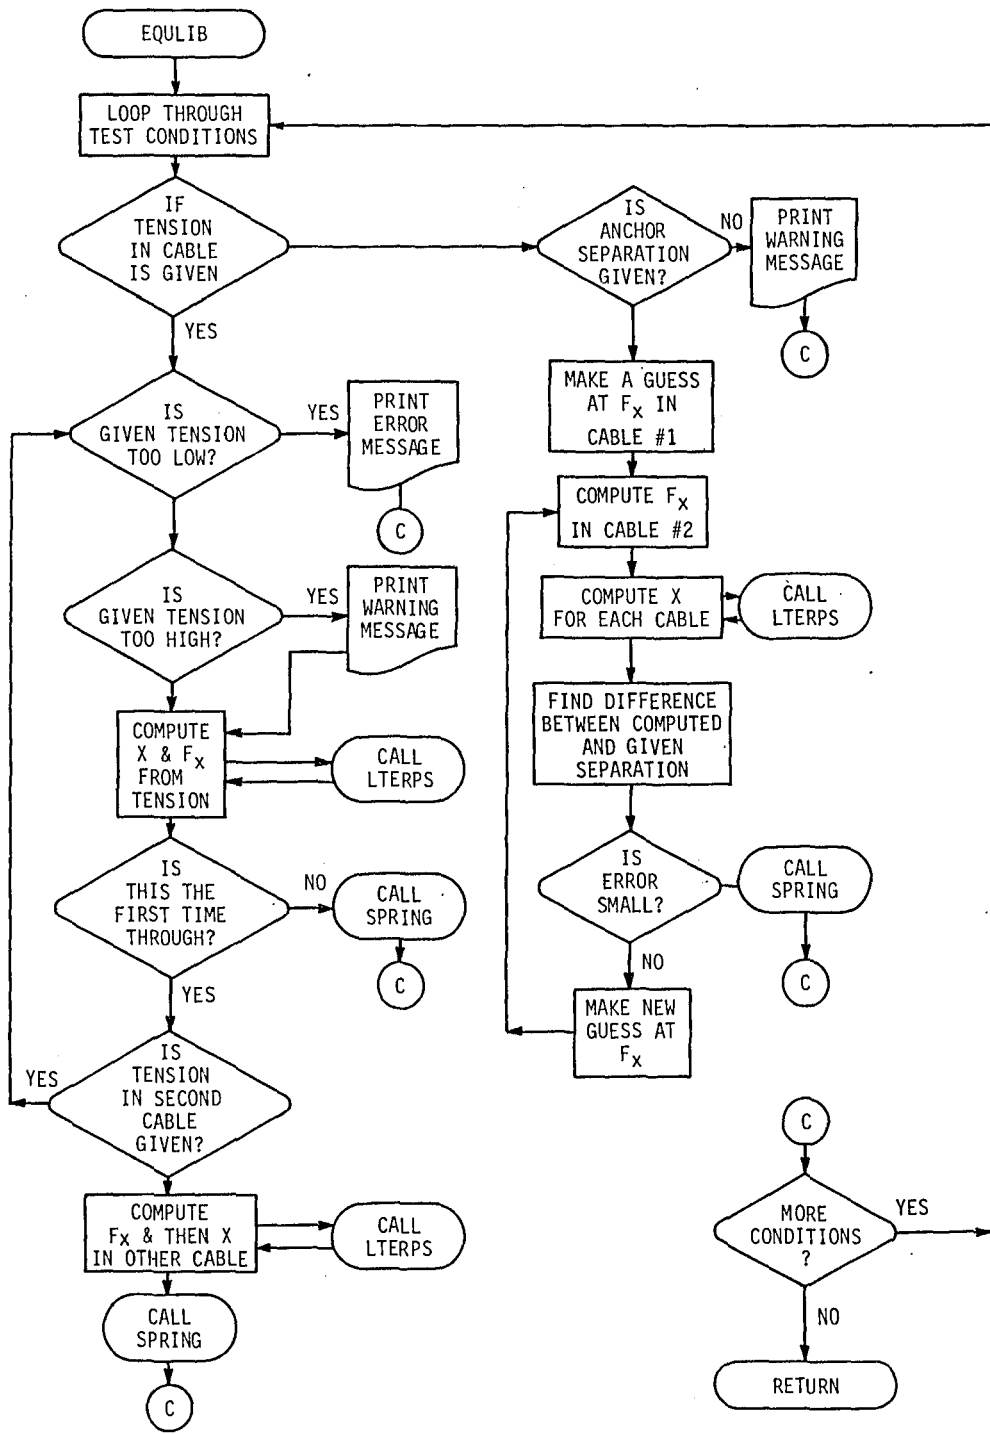 EQULIB
LOOP THROUGH
TEST CONDITIONS
IF
TENSION
IN CABLE
IS GIVEN
YES
IS
GIVEN TENSION
TOO LOW?
YES
PRINT
ERROR
MESSAGE
C
IS
GIVEN TENSION
TOO HIGH?
YES
PRINT
WARNING
MESSAGE
COMPUTE
X & Fx
FROM
TENSION
CALL
LTERPS
IS
THIS THE
FIRST TIME
THROUGH?
NO
CALL
SPRING
C
YES
IS
TENSION
IN SECOND
CABLE
GIVEN?
YES
COMPUTE
Fx & THEN X
IN OTHER CABLE
CALL
LTERPS
CALL
SPRING
C
IS
ANCHOR
SEPARATION
GIVEN?
NO
PRINT
WARNING
MESSAGE
C
MAKE A GUESS
AT Fx IN
CABLE #1
COMPUTE Fx
IN CABLE #2
COMPUTE X
FOR EACH CABLE
CALL
LTERPS
FIND DIFFERENCE
BETWEEN COMPUTED
AND GIVEN
SEPARATION
IS
ERROR
SMALL?
CALL
SPRING
C
NO
MAKE NEW
GUESS AT
Fx
C
MORE
CONDITIONS
?
YES
NO
RETURN